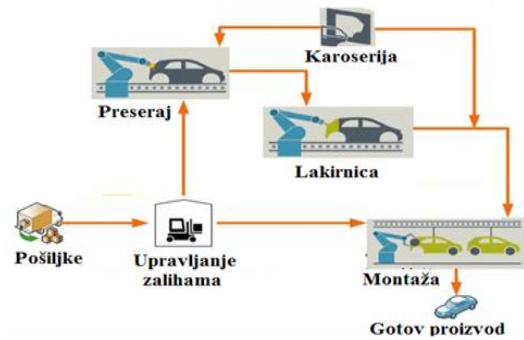 Karoserija
Preseraj
Lakirnica
Pošiljke
Upravljanje
zalihama
Montaža
Gotov proizvod